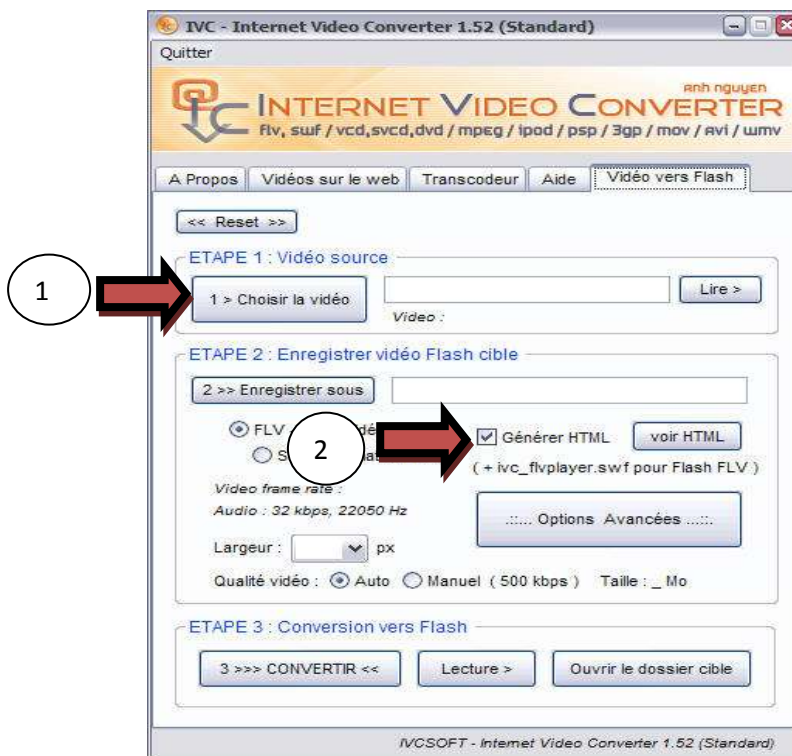 IVC - Internet Video Converter 1.52 (Standard)
Quitter
Anh Nguyen
INTERNET VIDEO CONVERTER
flv, swf / vcd,svcd,dvd / mpeg / ipod / psp / 3gp / mov / avi / wmv
A Propos Vidéos sur le web Transcodeur Aide Vidéo vers Flash
<< Reset >>
ETAPE 1 : Vidéo source
1
1 > Choisir la vidéo Lire >
Video :
ETAPE 2 : Enregistrer vidéo Flash cible
2 >> Enregistrer sous
FLV
2
Générer HTML voir HTML
( + ivc_flvplayer.swf pour Flash FLV )
Video frame rate :
Audio : 32 kbps, 22050 Hz
.::... Options Avancées ...::.
Largeur : px
Qualité vidéo : Auto Manuel ( 500 kbps ) Taille : _ Mo
ETAPE 3 : Conversion vers Flash
3 >>> CONVERTIR << Lecture > Ouvrir le dossier cible
IVCSOFT - Internet Video Converter 1.52 (Standard)